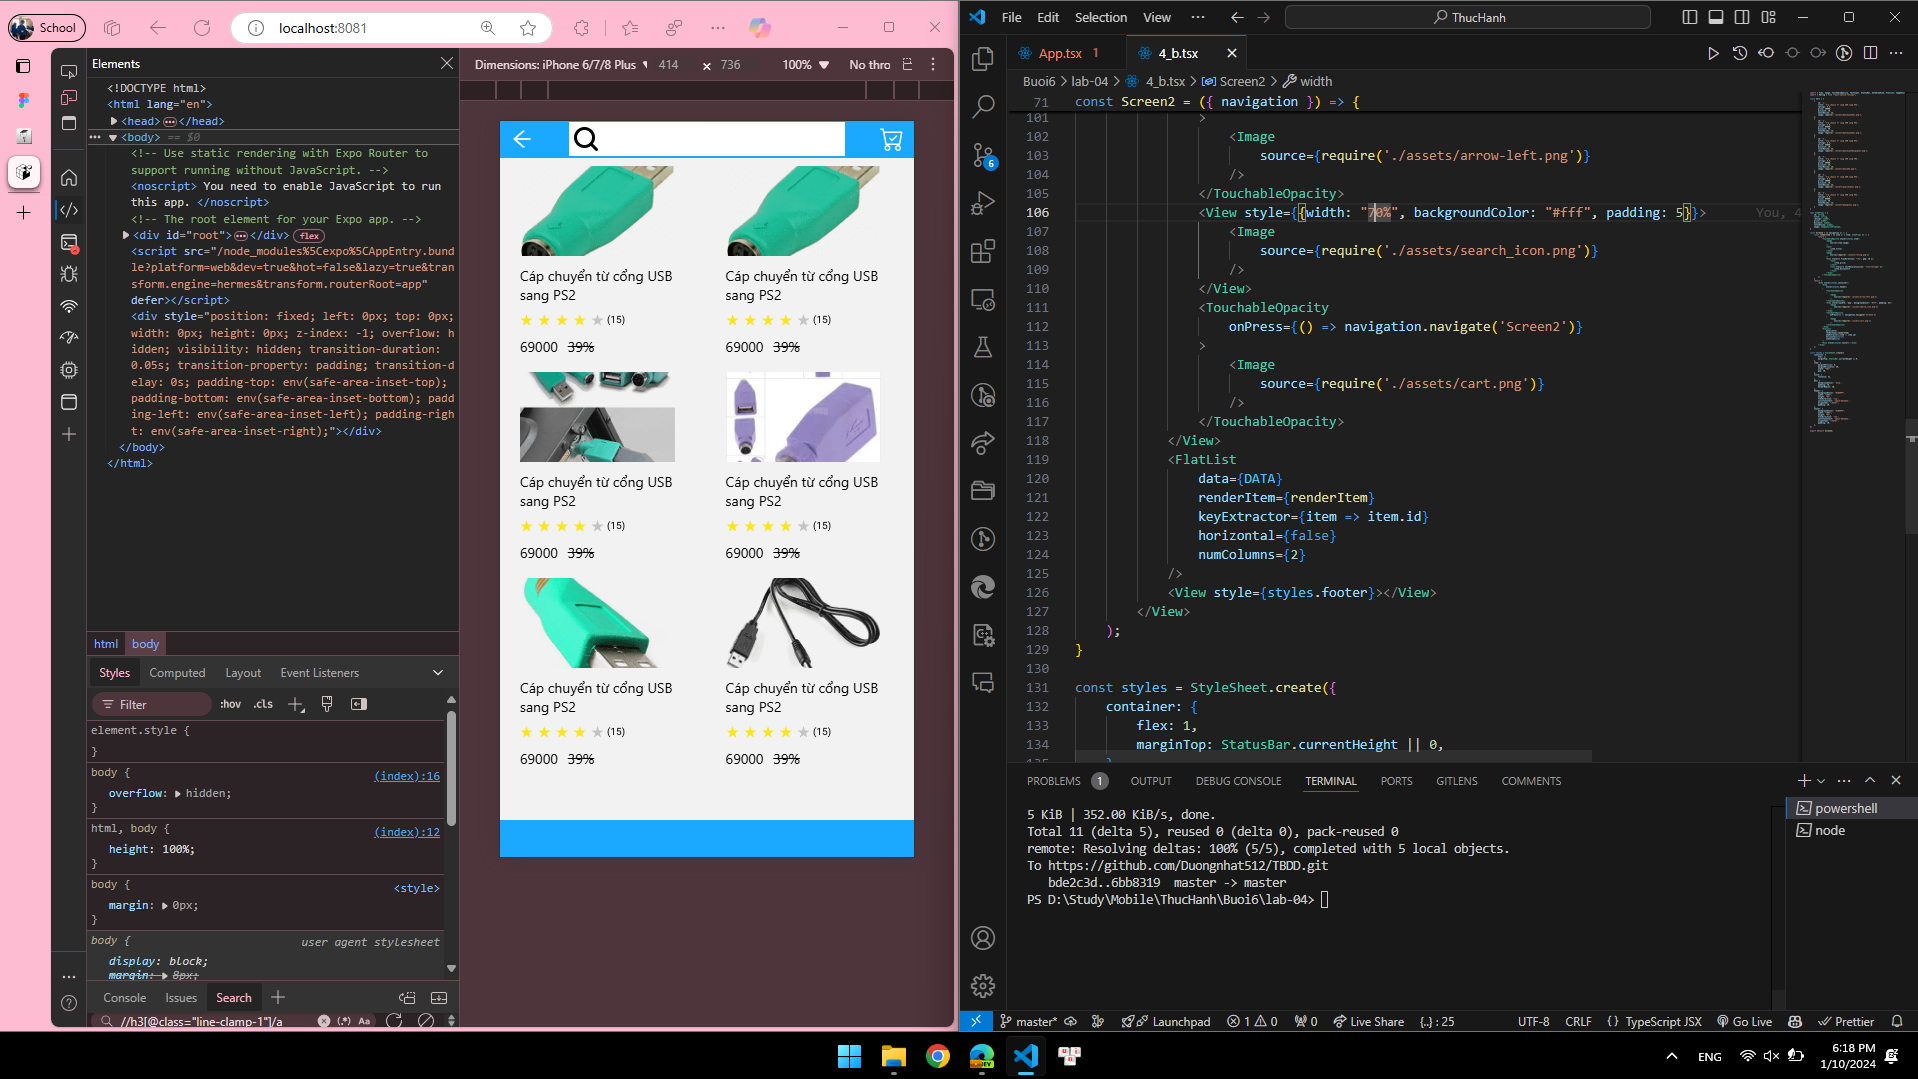 School
localhost:8081
Elements
<!DOCTYPE html>
<html lang="en">
<head> </head>
<body> == $0
<!-- Use static rendering with Expo Router to
support running without JavaScript. -->
<noscript> You need to enable JavaScript to run
this app. </noscript>
<!-- The root element for your Expo app. -->
<div id="root"> </div> flex
<script src="/node_modules%5Cexpo%5CAppEntry.bund
le?platform=web&dev=true&hot=false&lazy=true&tran
sform.engine=hermes&transform.routerRoot=app"
defer></script>
<div style="position: fixed; left: 0px; top: 0px;
width: 0px; height: 0px; z-index: -1; overflow: h
idden; visibility: hidden; transition-duration:
0.05s; transition-property: padding; transition-d
elay: 0s; padding-top: env(safe-area-inset-top);
padding-bottom: env(safe-area-inset-bottom); padd
ing-left: env(safe-area-inset-left); padding-righ
t: env(safe-area-inset-right);"></div>
</body>
</html>
html body
Styles Computed Layout Event Listeners
Filter :hov .cls
element.style {
}
body { (index):16
overflow: hidden;
}
html, body { (index):12
height: 100%;
}
body { <style>
margin: 0px;
}
body { user agent stylesheet
display: block;
margin: 8px;
Console Issues Search
//h3[@class="line-clamp-1"]/a (.*) Aa
Dimensions: iPhone 6/7/8 Plus 414 × 736 100% No thro
Cáp chuyển từ cổng USB
sang PS2
(15)
69000 39%
Cáp chuyển từ cổng USB
sang PS2
(15)
69000 39%
Cáp chuyển từ cổng USB
sang PS2
(15)
69000 39%
Cáp chuyển từ cổng USB
sang PS2
(15)
69000 39%
Cáp chuyển từ cổng USB
sang PS2
(15)
69000 39%
Cáp chuyển từ cổng USB
sang PS2
(15)
69000 39%
File Edit Selection View ThucHanh
App.tsx 1 4_b.tsx
Buoi6 > lab-04 > 4_b.tsx > Screen2 > width
71 const Screen2 = ({ navigation }) => {
101 >
102 <Image
103 source={require('./assets/arrow-left.png')}
104 />
105 </TouchableOpacity>
106 <View style={{width: "70%", backgroundColor: "#fff", padding: 5}}> You, 4
107 <Image
108 source={require('./assets/search_icon.png')}
109 />
110 </View>
111 <TouchableOpacity
112 onPress={() => navigation.navigate('Screen2')}
113 >
114 <Image
115 source={require('./assets/cart.png')}
116 />
117 </TouchableOpacity>
118 </View>
119 <FlatList
120 data={DATA}
121 renderItem={renderItem}
122 keyExtractor={item => item.id}
123 horizontal={false}
124 numColumns={2}
125 />
126 <View style={styles.footer}></View>
127 </View>
128 );
129 }
130
131 const styles = StyleSheet.create({
132 container: {
133 flex: 1,
134 marginTop: StatusBar.currentHeight || 0,
6
PROBLEMS 1 OUTPUT DEBUG CONSOLE TERMINAL PORTS GITLENS COMMENTS
5 KiB | 352.00 KiB/s, done.
Total 11 (delta 5), reused 0 (delta 0), pack-reused 0
remote: Resolving deltas: 100% (5/5), completed with 5 local objects.
To https://github.com/Duongnhat512/TBDD.git
bde2c3d..6bb8319 master -> master
PS D:\Study\Mobile\ThucHanh\Buoi6\lab-04>
powershell
node
master* Launchpad 1 0 0 Live Share {..} : 25 UTF-8 CRLF { } TypeScript JSX Go Live Prettier
ENG 6:18 PM
1/10/2024